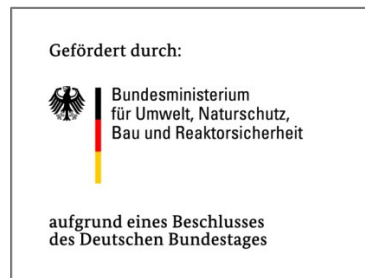 Gefördert durch:
Bundesministerium
für Umwelt, Naturschutz,
Bau und Reaktorsicherheit
aufgrund eines Beschlusses
des Deutschen Bundestages